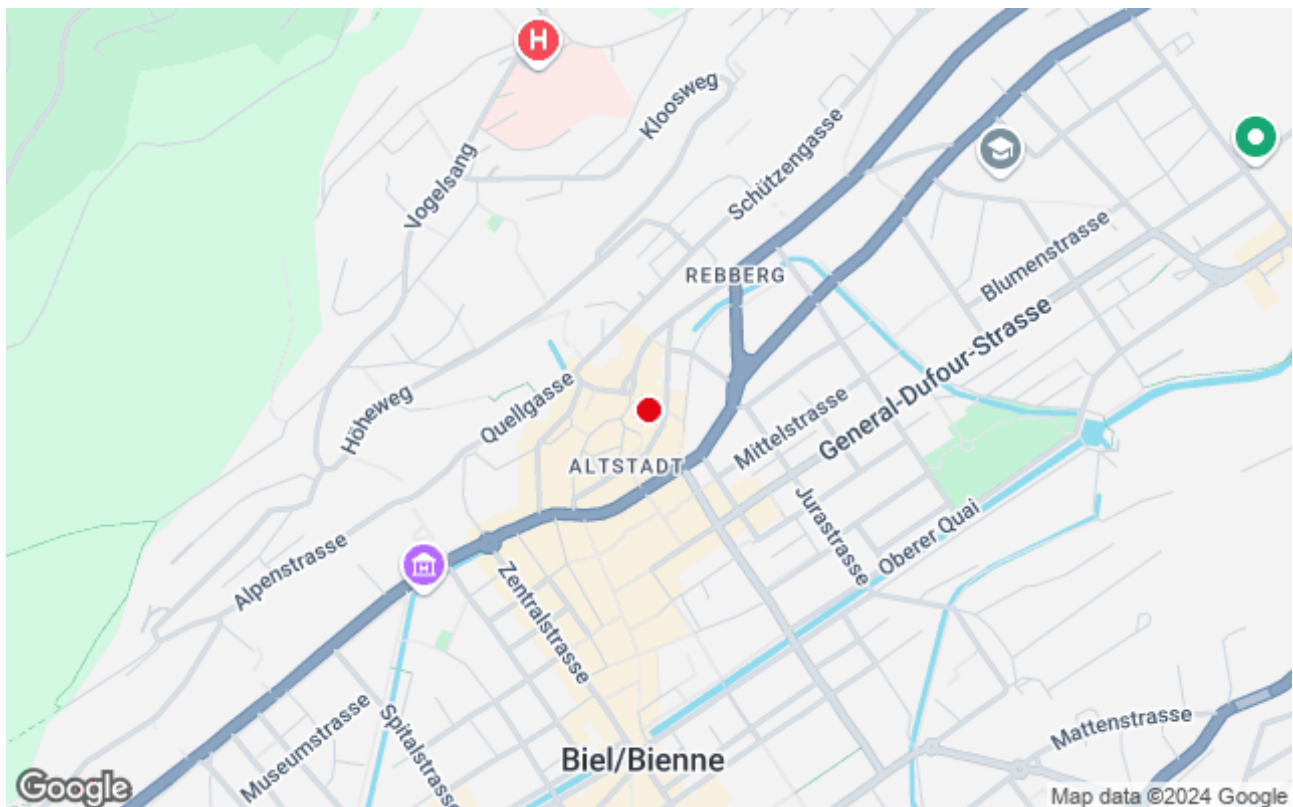 H
Kloosweg
Vogelsang
Schützengasse
REBBERG
Blumenstrasse
General-Dufour-Strasse
Höheweg
Quellgasse
Mittelstrasse
ALTSTADT
Jurastrasse
Oberer Quai
Alpenstrasse
Zentralstrasse
Museumstrasse
Spitalstrasse
Mattenstrasse
Biel/Bienne
Google
Map data ©2024 Google